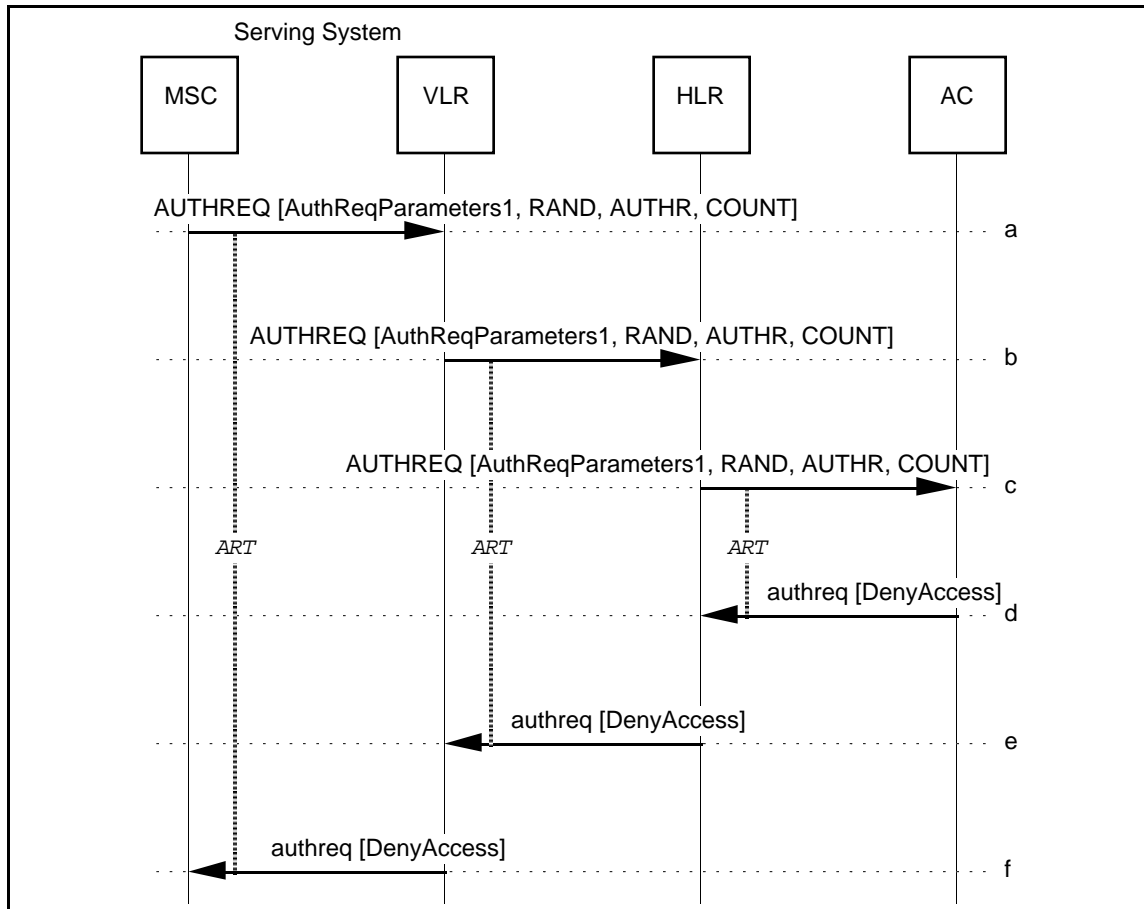 Serving System
MSC
VLR
HLR
AC
AUTHREQ [AuthReqParameters1, RAND, AUTHR, COUNT]
a
AUTHREQ [AuthReqParameters1, RAND, AUTHR, COUNT]
b
AUTHREQ [AuthReqParameters1, RAND, AUTHR, COUNT]
c
ART
ART
ART
authreq [DenyAccess]
d
authreq [DenyAccess]
e
authreq [DenyAccess]
f